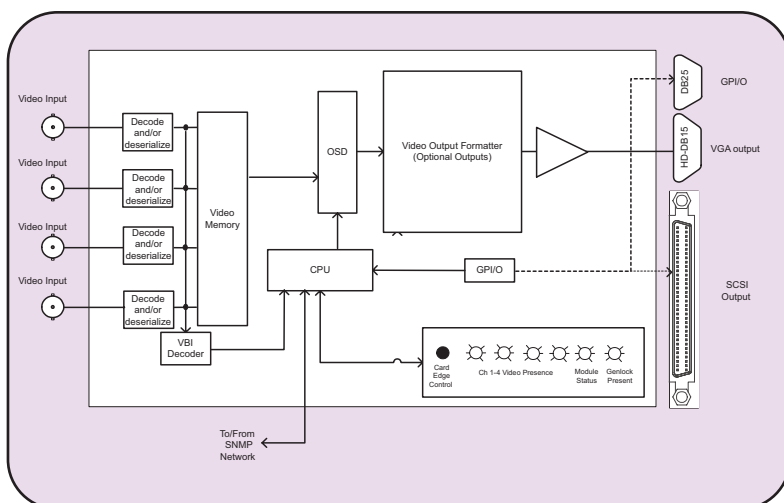 Video Input
Decode
and/or
deserialize
Video Input
Decode
and/or
deserialize
Video Input
Decode
and/or
deserialize
Video Input
Decode
and/or
deserialize
Video
Memory
VBI
Decoder
OSD
CPU
Video Output Formatter
(Optional Outputs)
GPI/O
DB25
GPI/O
HD-DB15
VGA output
SCSI
Output
Card
Edge
Control
Ch 1-4 Video Presence
Module
Status
Genlock
Present
To/From
SNMP
Network